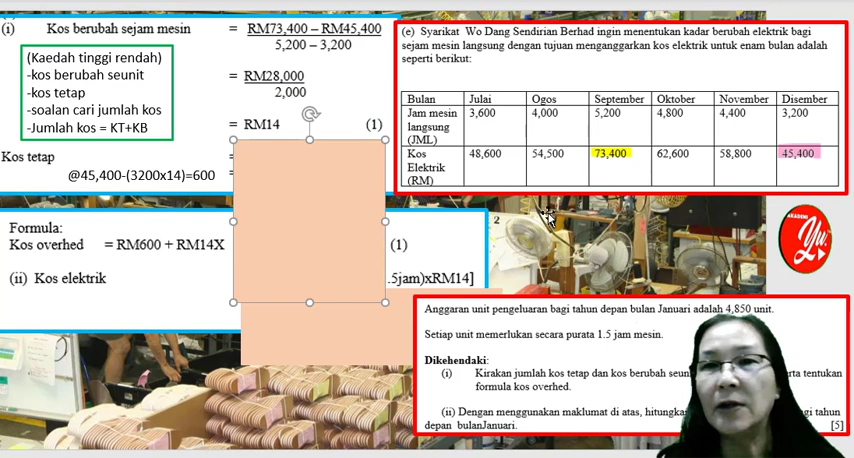 (i) Kos berubah sejam mesin = RM73,400 – RM45,400
5,200 – 3,200
= RM28,000
2,000
= RM14 (1)
(Kaedah tinggi rendah)
-kos berubah seunit
-kos tetap
-soalan cari jumlah kos
-Jumlah kos = KT+KB
Kos tetap =
@45,400-(3200x14)=600 =
Formula:
Kos overhed = RM600 + RM14X (1)
(ii) Kos elektrik .5jam)xRM14]
(e) Syarikat Wo Dang Sendirian Berhad ingin menentukan kadar berubah elektrik bagi
sejam mesin langsung dengan tujuan menganggarkan kos elektrik untuk enam bulan adalah
seperti berikut:
Bulan Julai Ogos September Oktober November Disember
Jam mesin langsung (JML) 3,600 4,000 5,200 4,800 4,400 3,200
Kos Elektrik (RM) 48,600 54,500 73,400 62,600 58,800 45,400
2
AKADEMI
Yu
Anggaran unit pengeluaran bagi tahun depan bulan Januari adalah 4,850 unit.
Setiap unit memerlukan secara purata 1.5 jam mesin.
Dikehendaki:
(i) Kirakan jumlah kos tetap dan kos berubah tentukan
formula kos overhed.
(ii) Dengan menggunakan maklumat di atas, tahun
depan bulanJanuari. [5]